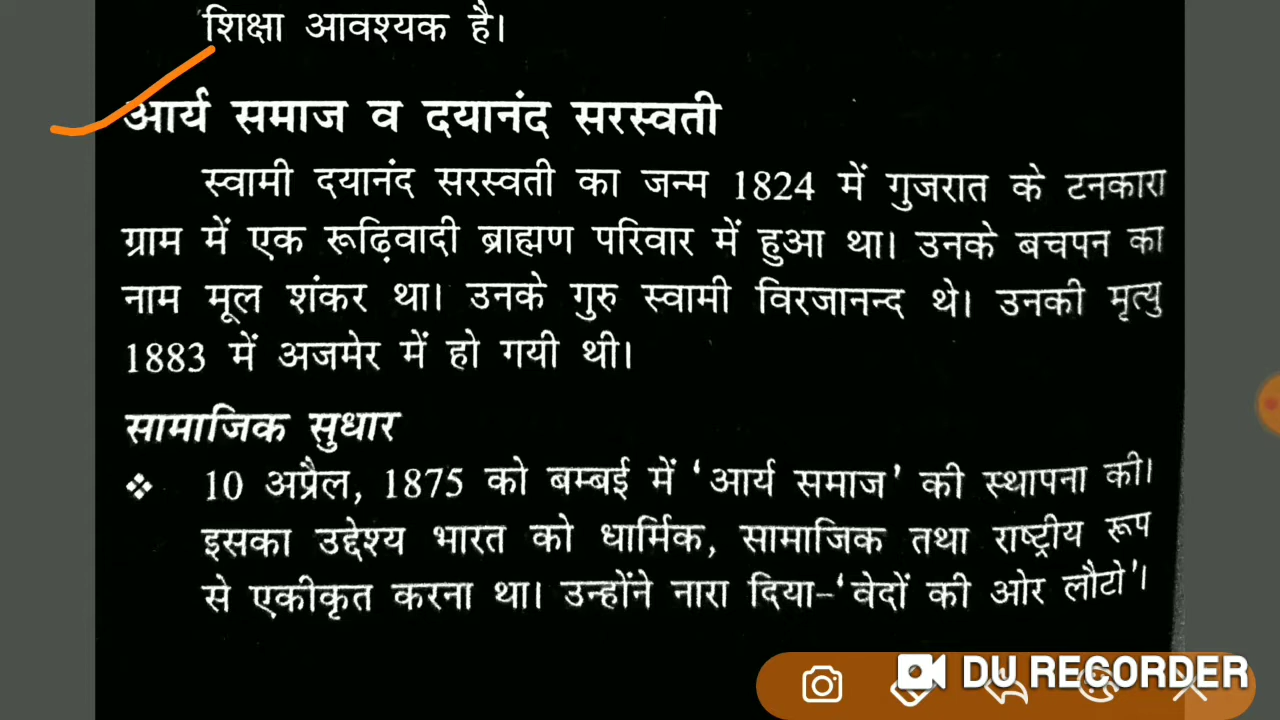 शिक्षा आवश्यक है।
आर्य समाज व दयानंद सरस्वती
स्वामी दयानंद सरस्वती का जन्म 1824 में गुजरात के टनकारा
ग्राम में एक रूढ़िवादी ब्राह्मण परिवार में हुआ था। उनके बचपन का
नाम मूल शंकर था। उनके गुरु स्वामी विरजानन्द थे। उनकी मृत्यु
1883 में अजमेर में हो गयी थी।
सामाजिक सुधार
❖ 10 अप्रैल, 1875 को बम्बई में ‘आर्य समाज’ की स्थापना की।
इसका उद्देश्य भारत को धार्मिक, सामाजिक तथा राष्ट्रीय रूप
से एकीकृत करना था। उन्होंने नारा दिया–‘वेदों की ओर लौटो’।
DU RECORDER